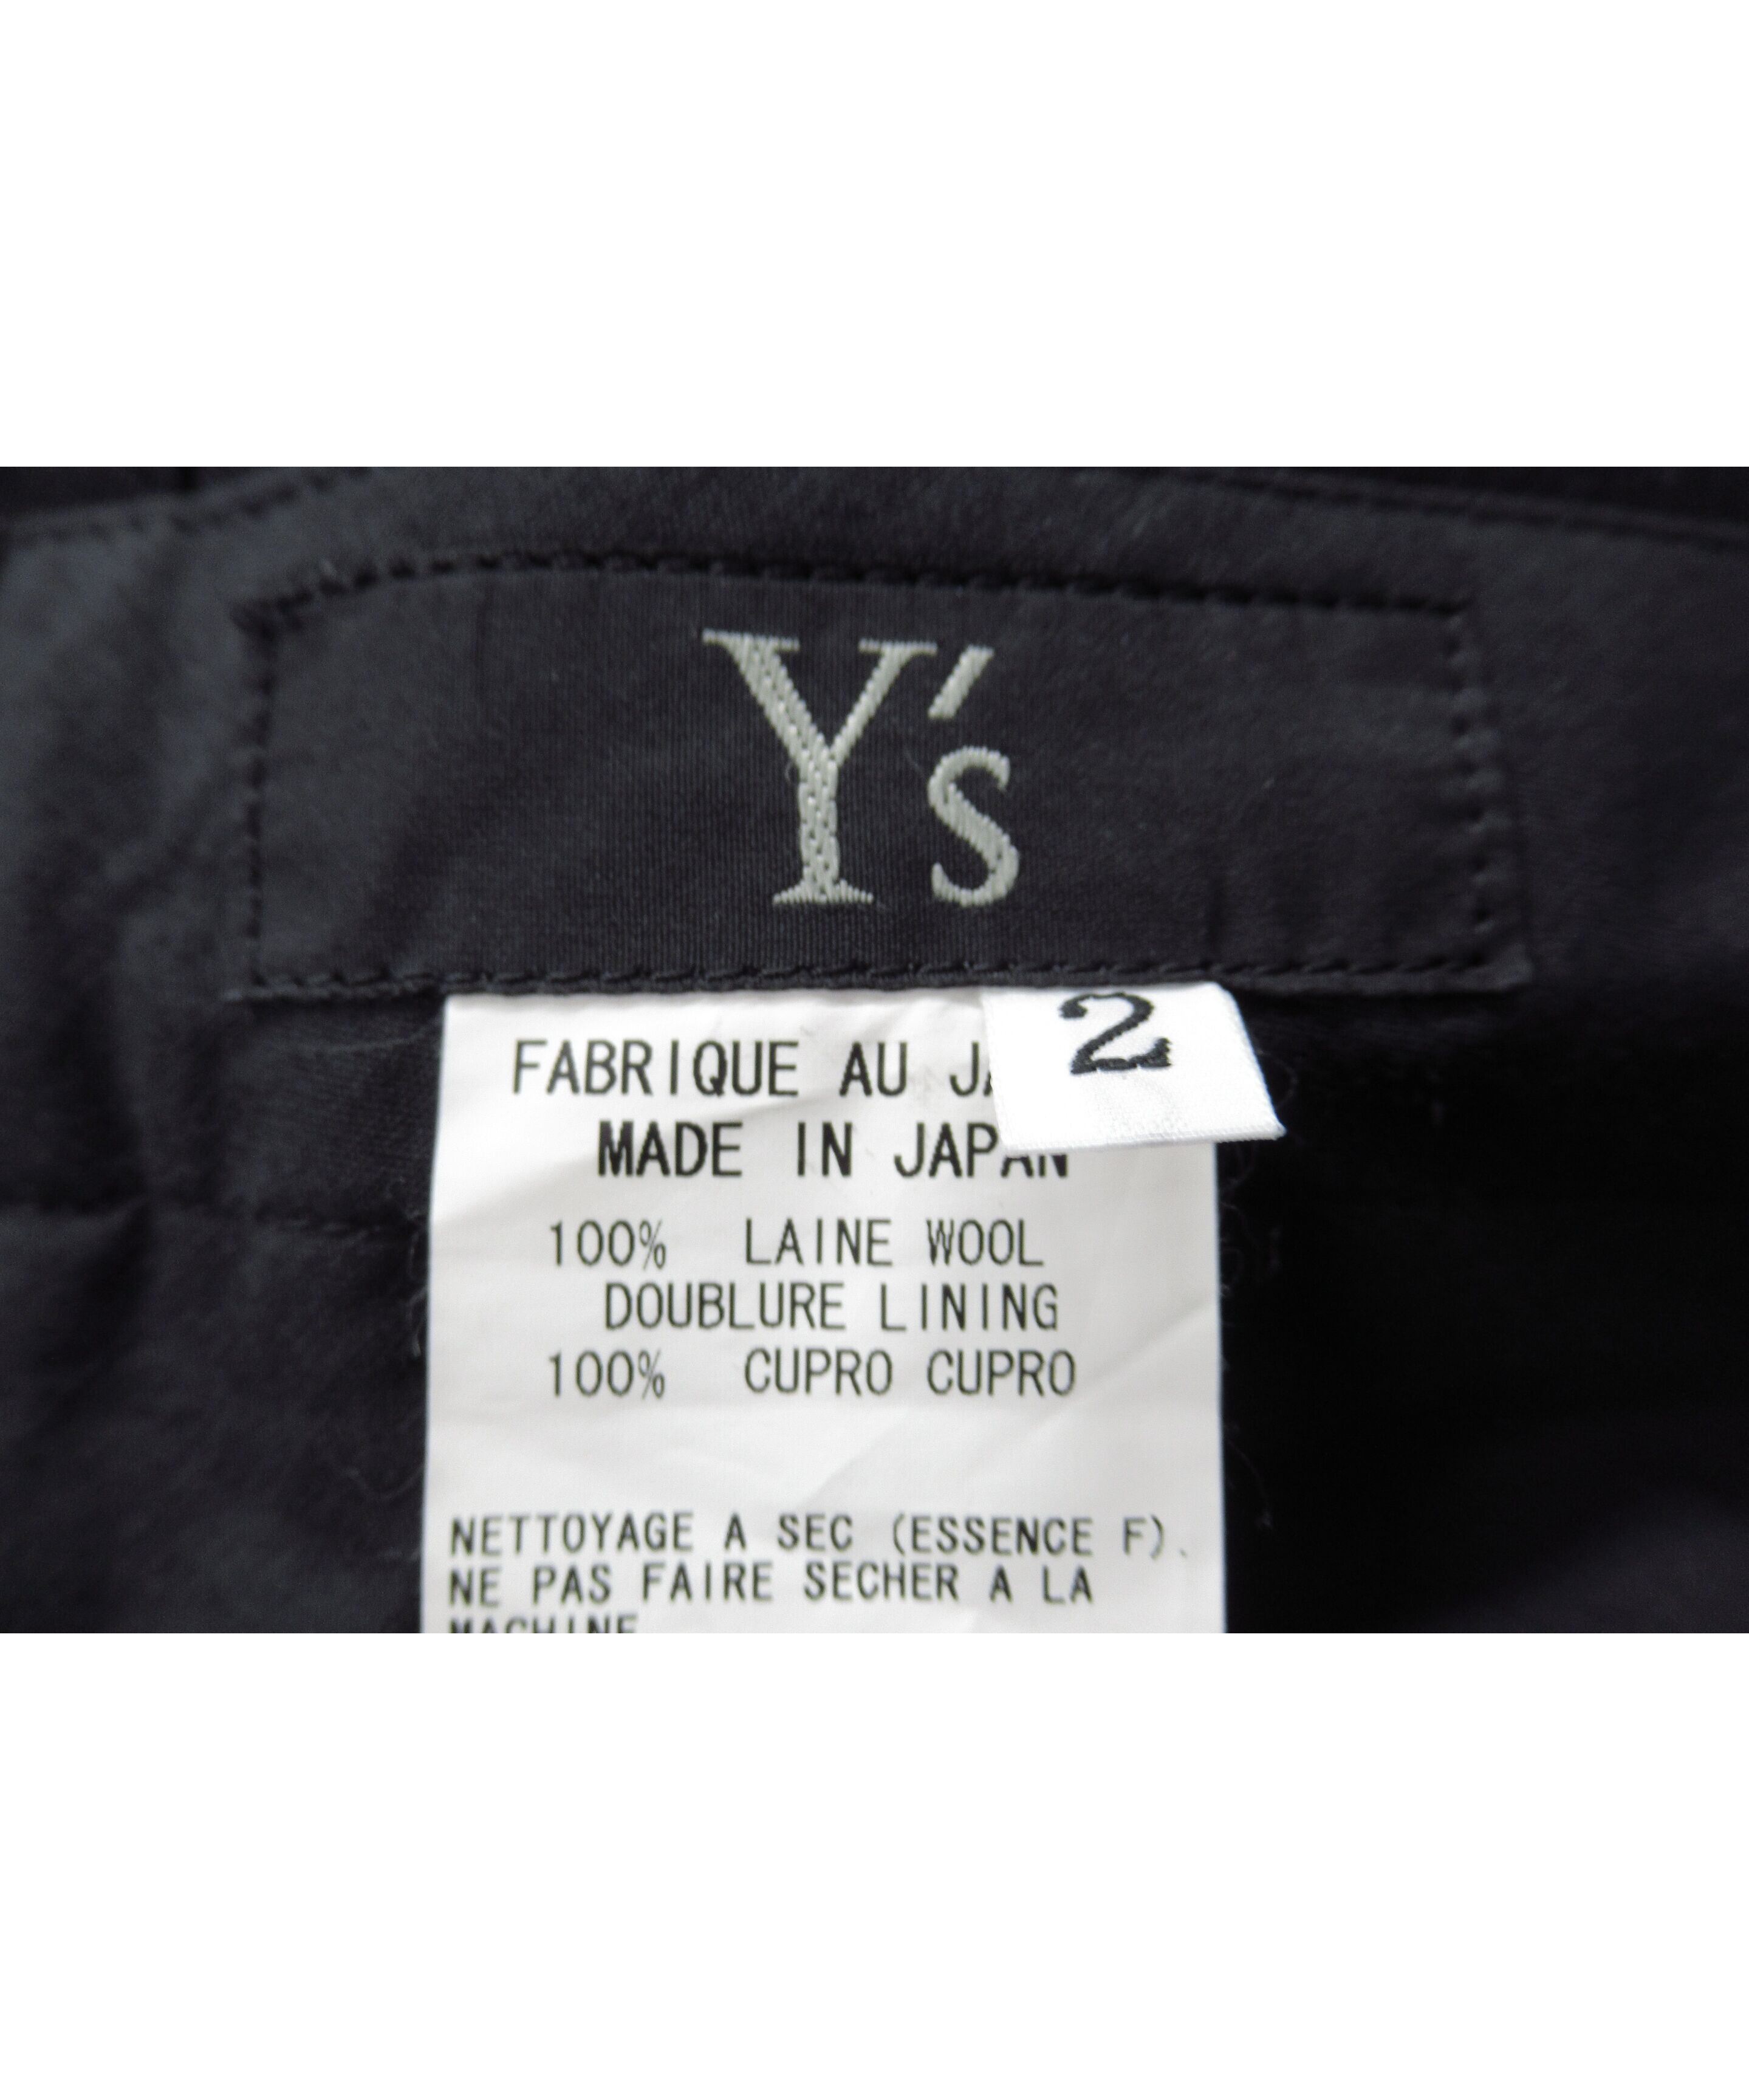 Y's
2
FABRIQUE AU
MADE IN JAPAN
100% LAINE WOOL
DOUBLURE LINING
100% CUPRO CUPRO
NETTOYAGE A SEC (ESSENCE F).
NE PAS FAIRE SECHER A LA
MACHINE